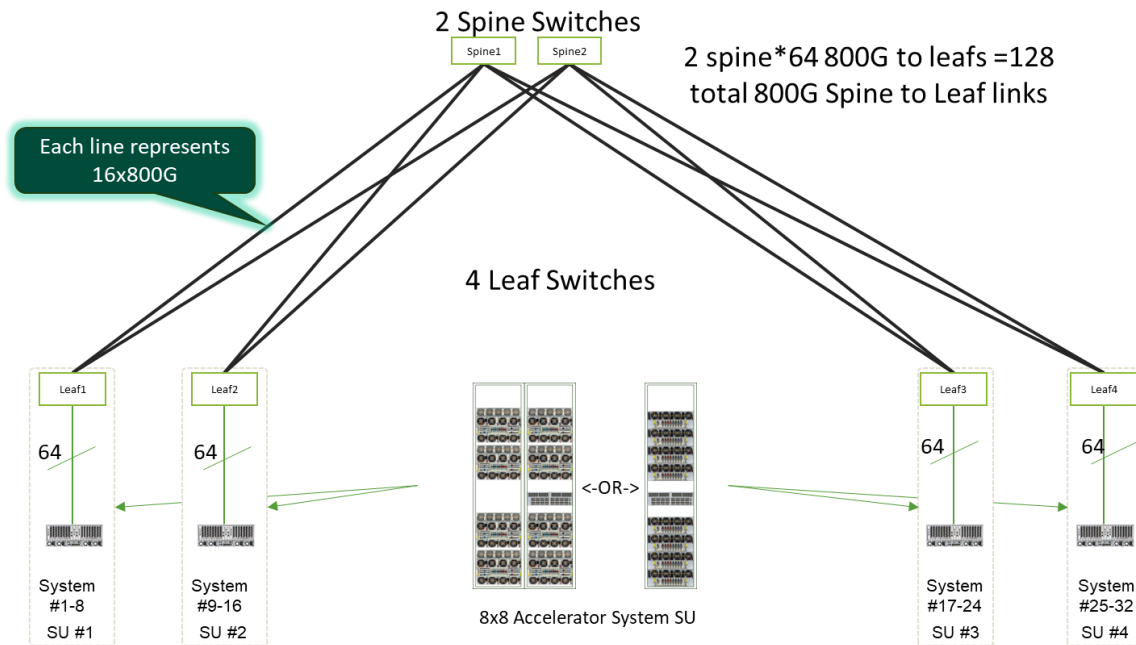 2 Spine Switches
Spine1
Spine2
2 spine*64 800G to leafs =128
total 800G Spine to Leaf links
Each line represents
16x800G
4 Leaf Switches
Leaf1
Leaf2
Leaf3
Leaf4
64
64
64
64
<-OR->
8x8 Accelerator System SU
System
#1-8
SU #1
System
#9-16
SU #2
System
#17-24
SU #3
System
#25-32
SU #4